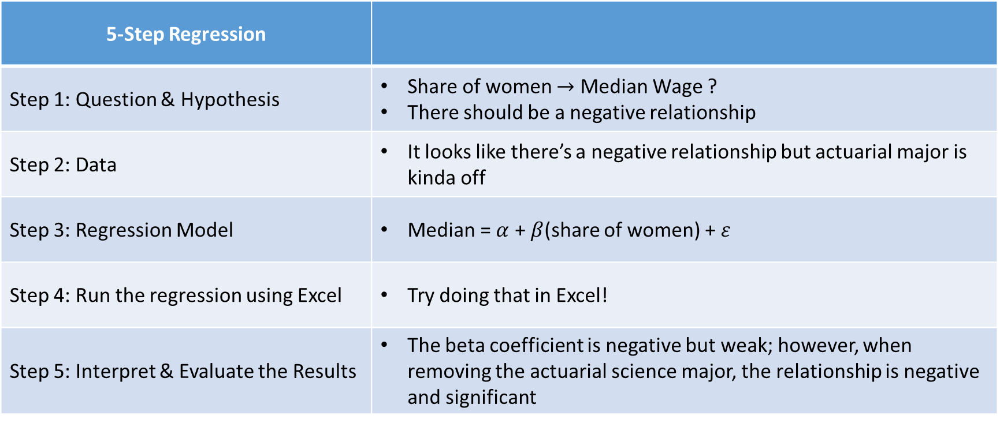 5-Step Regression
Step 1: Question & Hypothesis
• Share of women → Median Wage ?
• There should be a negative relationship
Step 2: Data
• It looks like there’s a negative relationship but actuarial major is
kinda off
Step 3: Regression Model
• Median = 𝛼 + 𝛽(share of women) + 𝜀
Step 4: Run the regression using Excel
• Try doing that in Excel!
Step 5: Interpret & Evaluate the Results
• The beta coefficient is negative but weak; however, when
removing the actuarial science major, the relationship is negative
and significant